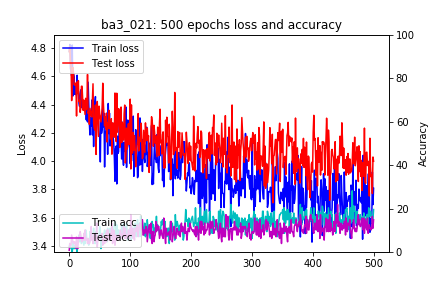 ba3_021: 500 epochs loss and accuracy
Train loss
Test loss
Train acc
Test acc
Loss
4.8
4.6
4.4
4.2
4.0
3.8
3.6
3.4
Accuracy
100
80
60
40
20
0
0
100
200
300
400
500